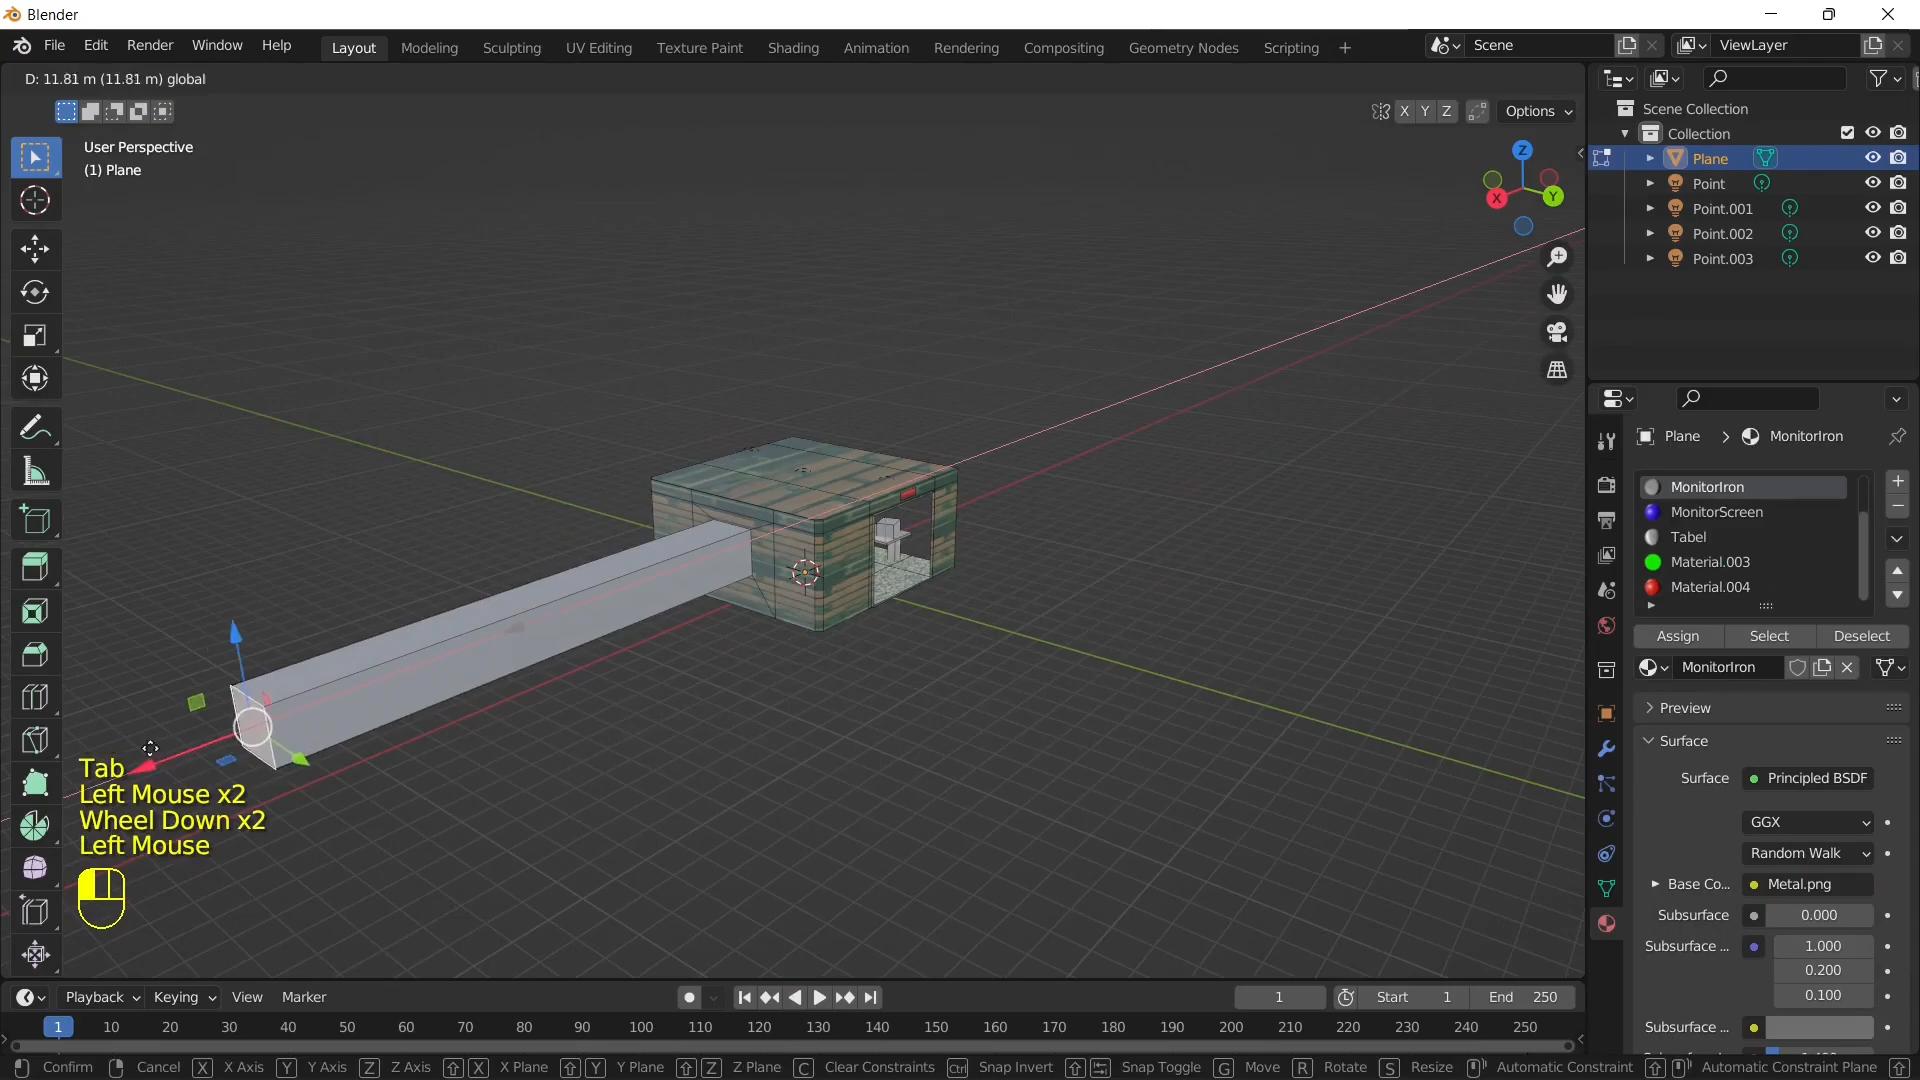 Blender
File Edit Render Window Help Layout Modeling Sculpting UV Editing Texture Paint Shading Animation Rendering Compositing Geometry Nodes Scripting + Scene ViewLayer
D: 11.81 m (11.81 m) global
X Y Z Options
User Perspective
(1) Plane
Z
X Y
Scene Collection
Collection
Plane
Point
Point.001
Point.002
Point.003
Plane > MonitorIron
MonitorIron
MonitorScreen
Tabel
Material.003
Material.004
Assign Select Deselect
MonitorIron
Preview
Surface
Surface Principled BSDF
GGX
Random Walk
Base Co... Metal.png
Subsurface 0.000
Subsurface ... 1.000
0.200
0.100
Subsurface ...
Tab
Left Mouse x2
Wheel Down x2
Left Mouse
Playback Keying View Marker 1 Start 1 End 250
1 10 20 30 40 50 60 70 80 90 100 110 120 130 140 150 160 170 180 190 200 210 220 230 240 250
Confirm Cancel X X Axis Y Y Axis Z Z Axis X X Plane Y Y Plane Z Z Plane C Clear Constraints Ctrl Snap Invert Snap Toggle G Move R Rotate S Resize Automatic Constraint Automatic Constraint Plane